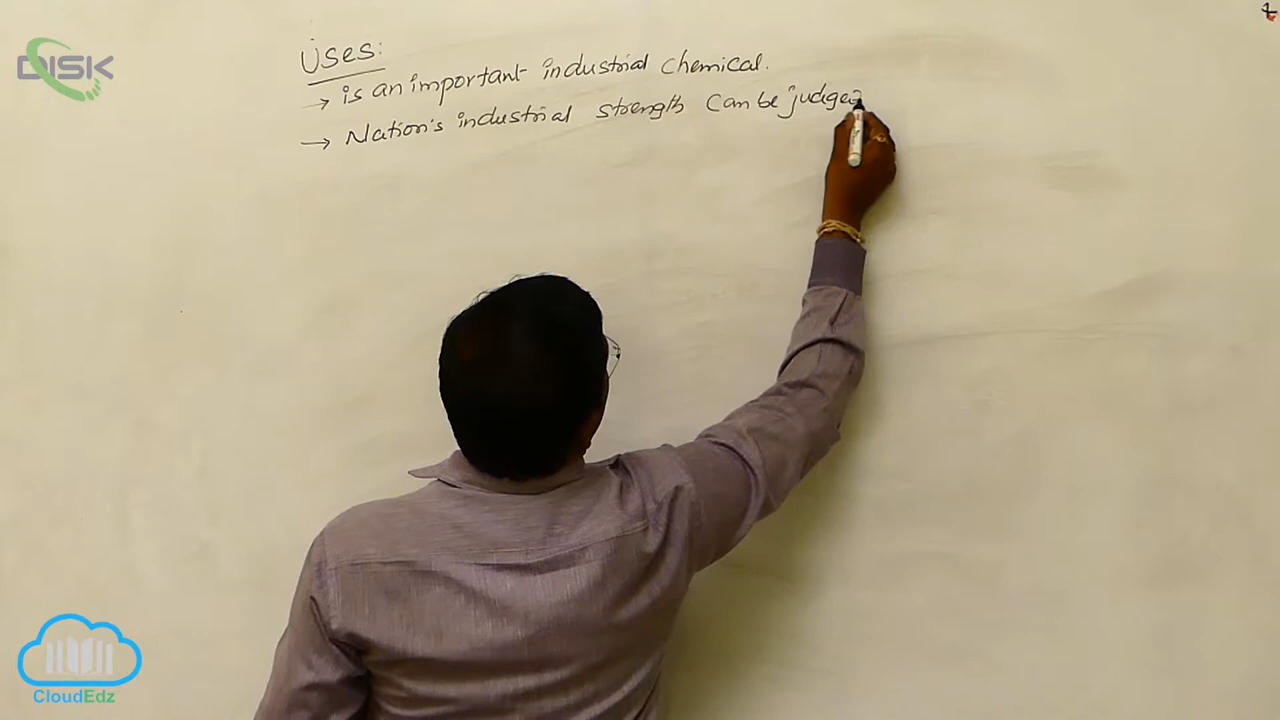 DISK
Uses:
→ is an important industrial chemical.
→ Nation's industrial strength can be judged
CloudEdz